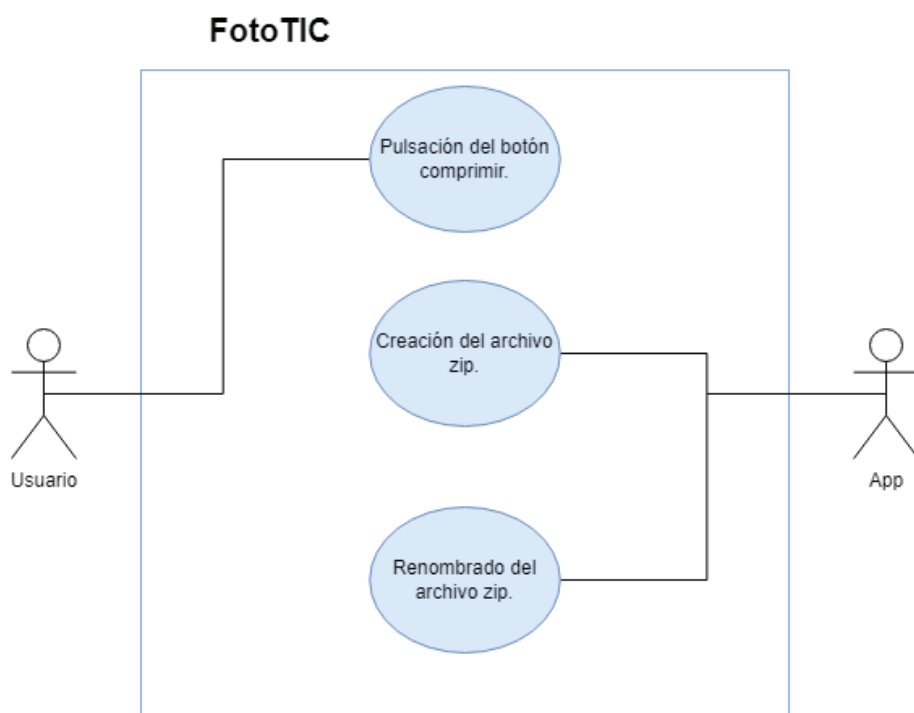 FotoTIC
Pulsación del botón
comprimir.
Creación del archivo
zip.
Usuario
App
Renombrado del
archivo zip.